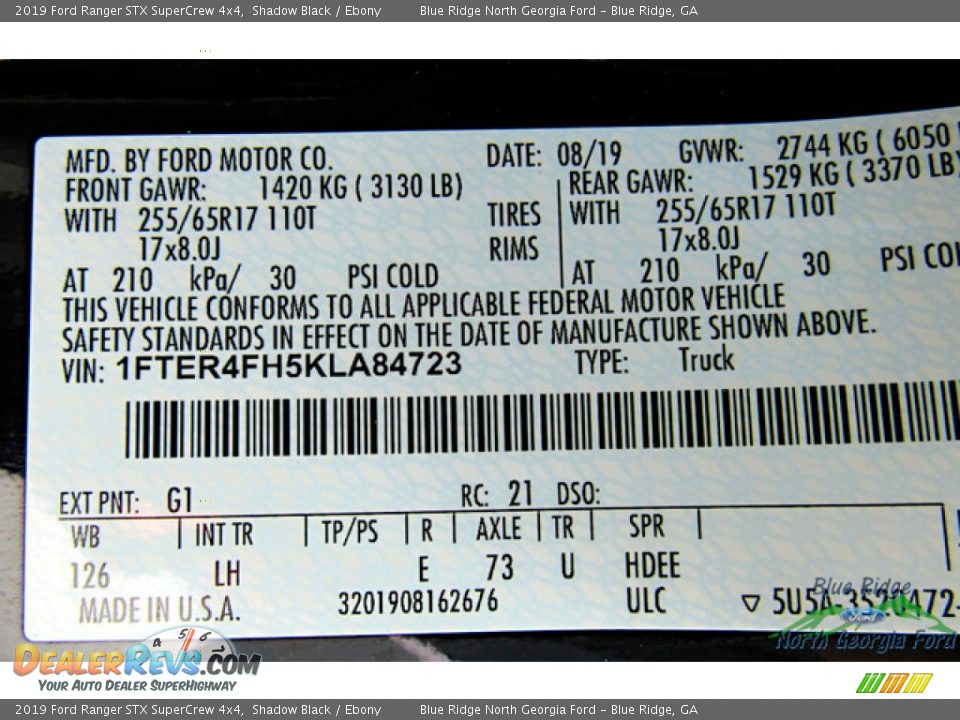 2019 Ford Ranger STX SuperCrew 4x4,  Shadow Black / Ebony          Blue Ridge North Georgia Ford – Blue Ridge, GA
MFD. BY FORD MOTOR CO.          DATE: 08/19          GVWR: 2744 KG ( 6050
FRONT GAWR: 1420 KG ( 3130 LB)          REAR GAWR: 1529 KG ( 3370 LB)
WITH 255/65R17 110T TIRES          WITH 255/65R17 110T
17x8.0J RIMS          17x8.0J
AT 210 kPa/ 30 PSI COLD          AT 210 kPa/ 30 PSI
THIS VEHICLE CONFORMS TO ALL APPLICABLE FEDERAL MOTOR VEHICLE
SAFETY STANDARDS IN EFFECT ON THE DATE OF MANUFACTURE SHOWN ABOVE.
VIN: 1FTER4FH5KLA84723          TYPE: Truck
EXT PNT: G1          RC: 21 DSO:
WB | INT TR | TP/PS | R | AXLE | TR | SPR |
126 LH E 73 U HDEE
MADE IN U.S.A. 3201908162676 ULC ▽ 5U5A-
Blue Ridge
Ford
North Georgia Ford
DEALERREVS.COM
YOUR AUTO DEALER SUPERHIGHWAY
2019 Ford Ranger STX SuperCrew 4x4,  Shadow Black / Ebony          Blue Ridge North Georgia Ford – Blue Ridge, GA